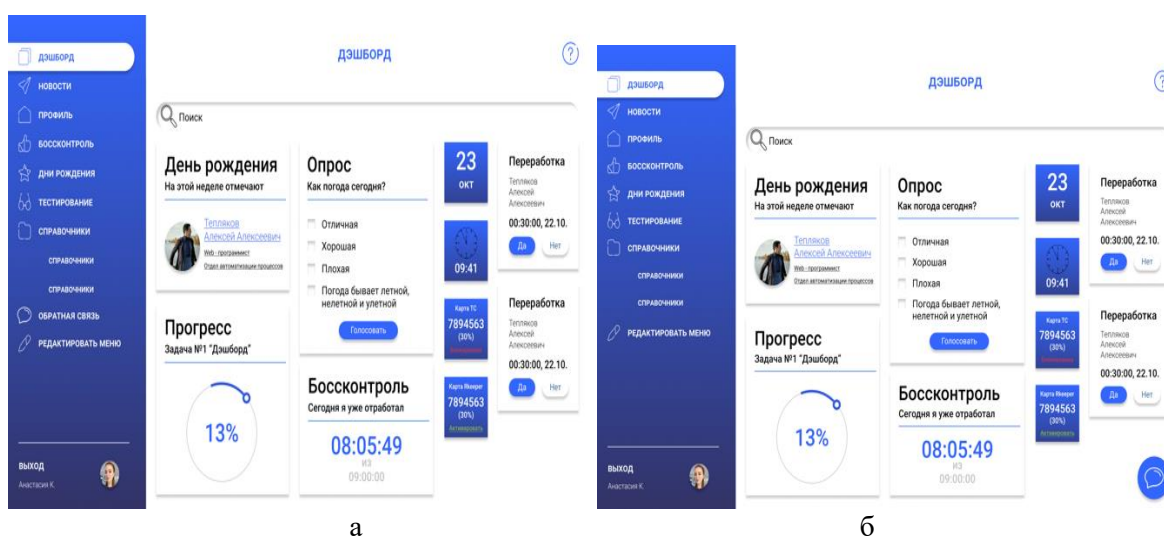 ДЭШБОРД
НОВОСТИ
ПРОФИЛЬ
БОССКОНТРОЛЬ
ДНИ РОЖДЕНИЯ
ТЕСТИРОВАНИЕ
СПРАВОЧНИКИ
СПРАВОЧНИКИ
СПРАВОЧНИКИ
ОБРАТНАЯ СВЯЗЬ
РЕДАКТИРОВАТЬ МЕНЮ
ВЫХОД
Анастасия К.
ДЭШБОРД
?
Поиск
День рождения
На этой неделе отмечают
Тепляков
Алексей Алексеевич
Web - программист
Отдел автоматизации процессов
Прогресс
Задача №1 "Дэшборд"
13%
Опрос
Как погода сегодня?
Отличная
Хорошая
Плохая
Погода бывает летной,
нелетной и улетной
Голосовать
Боссконтроль
Сегодня я уже отработал
08:05:49
из
09:00:00
23
ОКТ
09:41
Карта ТС
7894563
(30%)
Карта Rkeeper
7894563
(30%)
Активировать
Переработка
Тепляков
Алексей
Алексеевич
00:30:00, 22.10.
Да Нет
Переработка
Тепляков
Алексей
Алексеевич
00:30:00, 22.10.
Да Нет
а
ДЭШБОРД
НОВОСТИ
ПРОФИЛЬ
БОССКОНТРОЛЬ
ДНИ РОЖДЕНИЯ
ТЕСТИРОВАНИЕ
СПРАВОЧНИКИ
СПРАВОЧНИКИ
СПРАВОЧНИКИ
РЕДАКТИРОВАТЬ МЕНЮ
ВЫХОД
Анастасия К.
ДЭШБОРД
?
Поиск
День рождения
На этой неделе отмечают
Тепляков
Алексей Алексеевич
Web - программист
Отдел автоматизации процессов
Прогресс
Задача №1 "Дэшборд"
13%
Опрос
Как погода сегодня?
Отличная
Хорошая
Плохая
Погода бывает летной,
нелетной и улетной
Голосовать
Боссконтроль
Сегодня я уже отработал
08:05:49
из
09:00:00
23
ОКТ
09:41
Карта ТС
7894563
(30%)
Карта Rkeeper
7894563
(30%)
Активировать
Переработка
Тепляков
Алексей
Алексеевич
00:30:00, 22.10.
Да Нет
Переработка
Тепляков
Алексей
Алексеевич
00:30:00, 22.10.
Да Нет
б